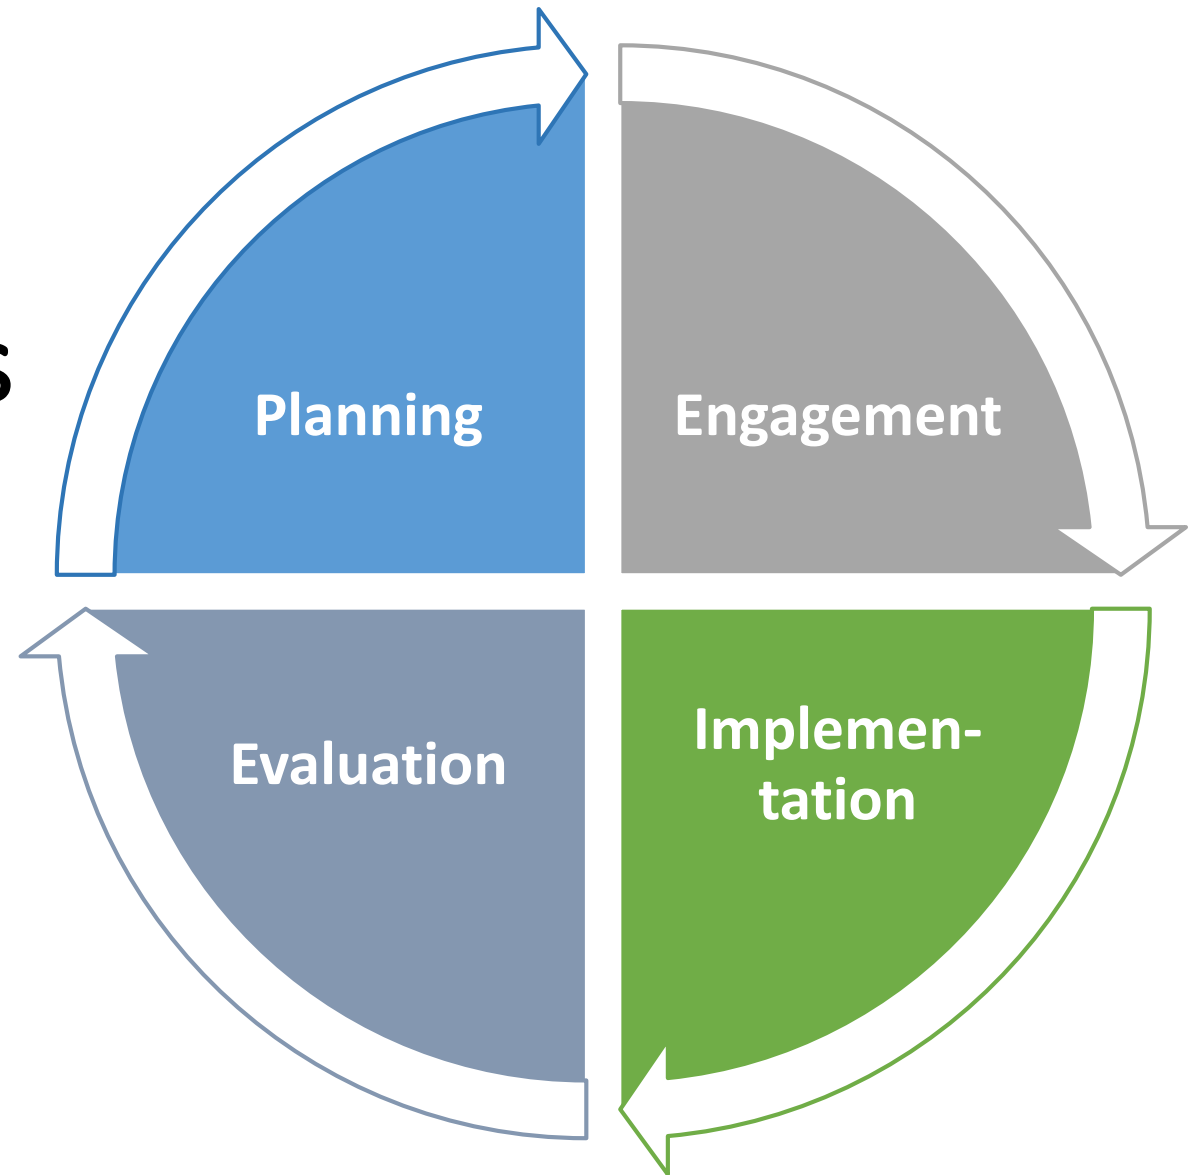 s
Planning
Engagement
Implemen-
tation
Evaluation